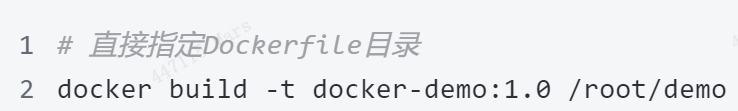 1 # 直接指定Dockerfile目录
2 docker build -t docker-demo:1.0 /root/demo